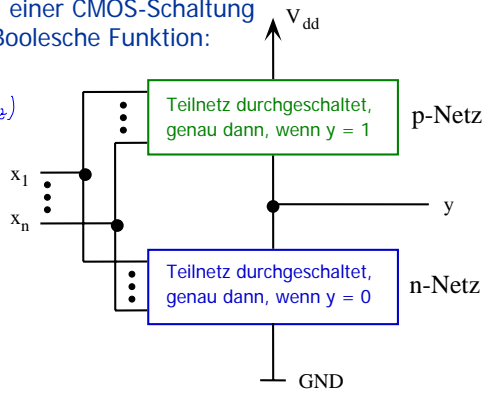 einer CMOS-Schaltung
Boolesche Funktion:
V_dd
Teilnetz durchgeschaltet,
genau dann, wenn y = 1
p-Netz
x_1
x_n
y
Teilnetz durchgeschaltet,
genau dann, wenn y = 0
n-Netz
GND